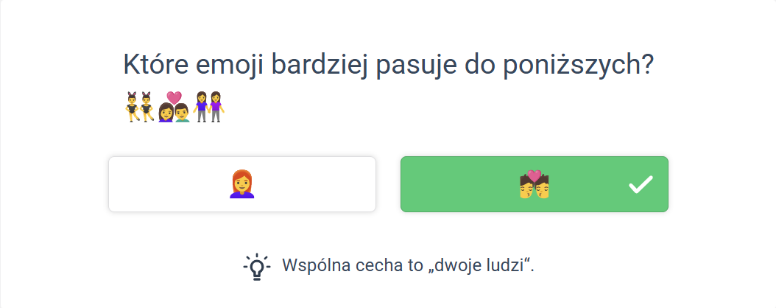 Które emoji bardziej pasuje do poniższych?
Wspólna cecha to „dwoje ludzi“.